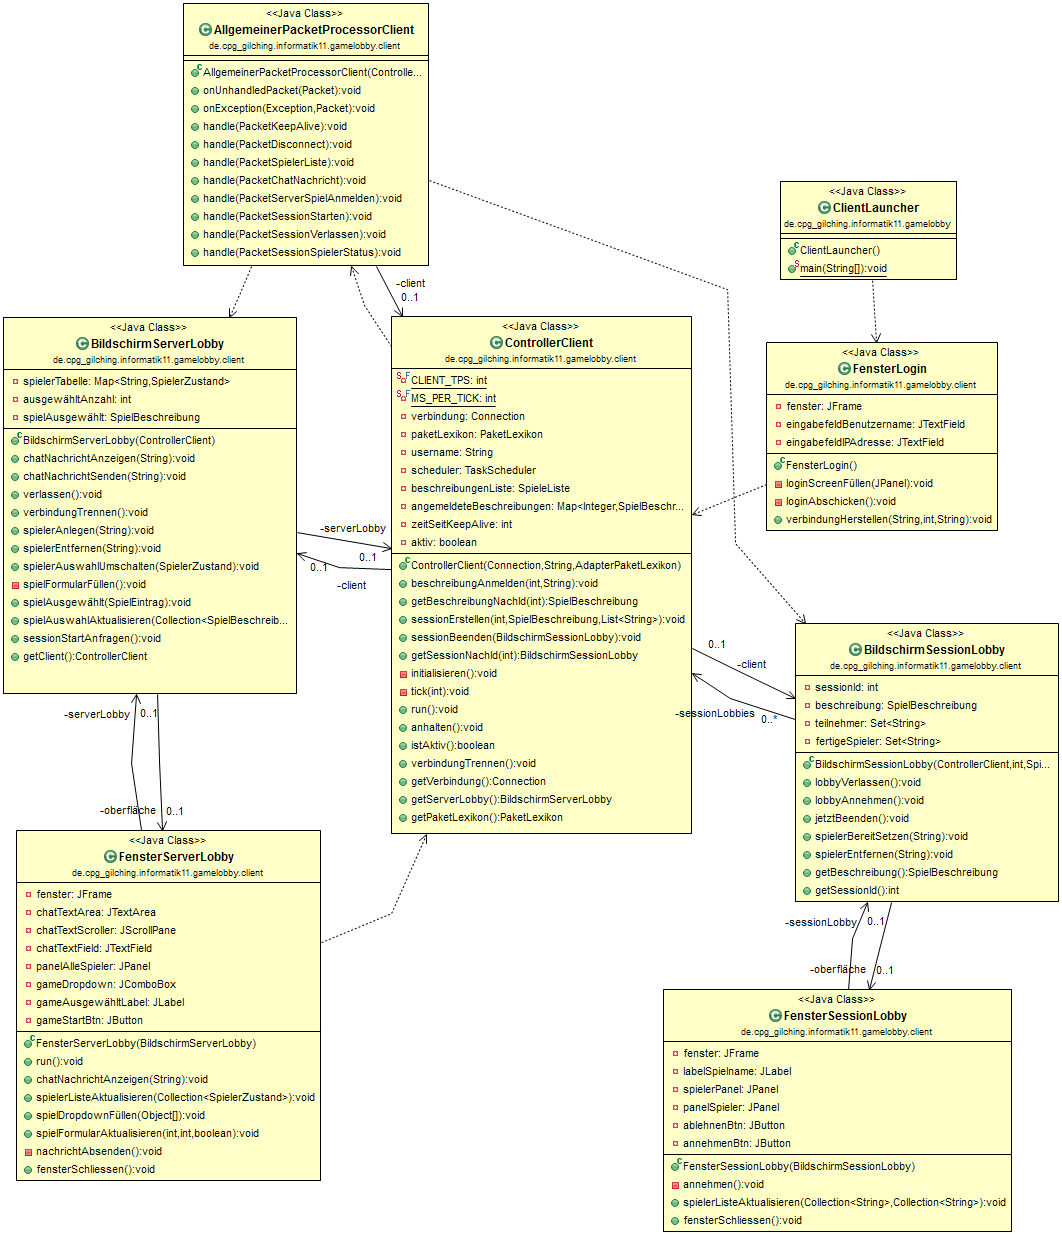 <<Java Class>>
AllgemeinerPacketProcessorClient
de.cpg_gilching.informatik11.gamelobby.client
AllgemeinerPacketProcessorClient(Controlle...
onUnhandledPacket(Packet):void
onException(Exception,Packet):void
handle(PacketKeepAlive):void
handle(PacketDisconnect):void
handle(PacketSpielerListe):void
handle(PacketChatNachricht):void
handle(PacketServerSpielAnmelden):void
handle(PacketSessionStarten):void
handle(PacketSessionVerlassen):void
handle(PacketSessionSpielerStatus):void
<<Java Class>>
ClientLauncher
de.cpg_gilching.informatik11.gamelobby
ClientLauncher()
main(String[]):void
-client
0..1
<<Java Class>>
BildschirmServerLobby
de.cpg_gilching.informatik11.gamelobby.client
spielerTabelle: Map<String,SpielerZustand>
ausgewähltAnzahl: int
spielAusgewählt: SpielBeschreibung
BildschirmServerLobby(ControllerClient)
chatNachrichtAnzeigen(String):void
chatNachrichtSenden(String):void
verlassen():void
verbindungTrennen():void
spielerAnlegen(String):void
spielerEntfernen(String):void
spielerAuswahlUmschalten(SpielerZustand):void
spielFormularFüllen():void
spielAusgewählt(SpielEintrag):void
spielAuswahlAktualisieren(Collection<SpielBeschreib...
sessionStartAnfragen():void
getClient():ControllerClient
<<Java Class>>
ControllerClient
de.cpg_gilching.informatik11.gamelobby.client
CLIENT_TPS: int
MS_PER_TICK: int
verbindung: Connection
paketLexikon: PaketLexikon
username: String
scheduler: TaskScheduler
beschreibungenListe: SpieleListe
angemeldeteBeschreibungen: Map<Integer,SpielBeschr...
zeitSeitKeepAlive: int
aktiv: boolean
ControllerClient(Connection,String,AdapterPaketLexikon)
beschreibungAnmelden(int,String):void
getBeschreibungNachId(int):SpielBeschreibung
sessionErstellen(int,SpielBeschreibung,List<String>):void
sessionBeenden(BildschirmSessionLobby):void
getSessionNachId(int):BildschirmSessionLobby
initialisieren():void
tick(int):void
run():void
anhalten():void
istAktiv():boolean
verbindungTrennen():void
getVerbindung():Connection
getServerLobby():BildschirmServerLobby
getPaketLexikon():PaketLexikon
<<Java Class>>
FensterLogin
de.cpg_gilching.informatik11.gamelobby.client
fenster: JFrame
eingabefeldBenutzername: JTextField
eingabefeldIPAdresse: JTextField
FensterLogin()
loginScreenFüllen(JPanel):void
loginAbschicken():void
verbindungHerstellen(String,int,String):void
-serverLobby
0..1
0..1
-client
0..1
-client
-sessionLobbies
0..*
<<Java Class>>
BildschirmSessionLobby
de.cpg_gilching.informatik11.gamelobby.client
sessionId: int
beschreibung: SpielBeschreibung
teilnehmer: Set<String>
fertigeSpieler: Set<String>
BildschirmSessionLobby(ControllerClient,int,Spi...
lobbyVerlassen():void
lobbyAnnehmen():void
jetztBeenden():void
spielerBereitSetzen(String):void
spielerEntfernen(String):void
getBeschreibung():SpielBeschreibung
getSessionId():int
-serverLobby
0..1
-oberfläche
0..1
<<Java Class>>
FensterServerLobby
de.cpg_gilching.informatik11.gamelobby.client
fenster: JFrame
chatTextArea: JTextArea
chatTextScroller: JScrollPane
chatTextField: JTextField
panelAlleSpieler: JPanel
gameDropdown: JComboBox
gameAusgewähltLabel: JLabel
gameStartBtn: JButton
FensterServerLobby(BildschirmServerLobby)
run():void
chatNachrichtAnzeigen(String):void
spielerListeAktualisieren(Collection<SpielerZustand>):void
spielDropdownFüllen(Object[]):void
spielFormularAktualisieren(int,int,boolean):void
nachrichtAbsenden():void
fensterSchliessen():void
-sessionLobby
0..1
-oberfläche
0..1
<<Java Class>>
FensterSessionLobby
de.cpg_gilching.informatik11.gamelobby.client
fenster: JFrame
labelSpielname: JLabel
spielerPanel: JPanel
panelSpieler: JPanel
ablehnenBtn: JButton
annehmenBtn: JButton
FensterSessionLobby(BildschirmSessionLobby)
annehmen():void
spielerListeAktualisieren(Collection<String>,Collection<String>):void
fensterSchliessen():void